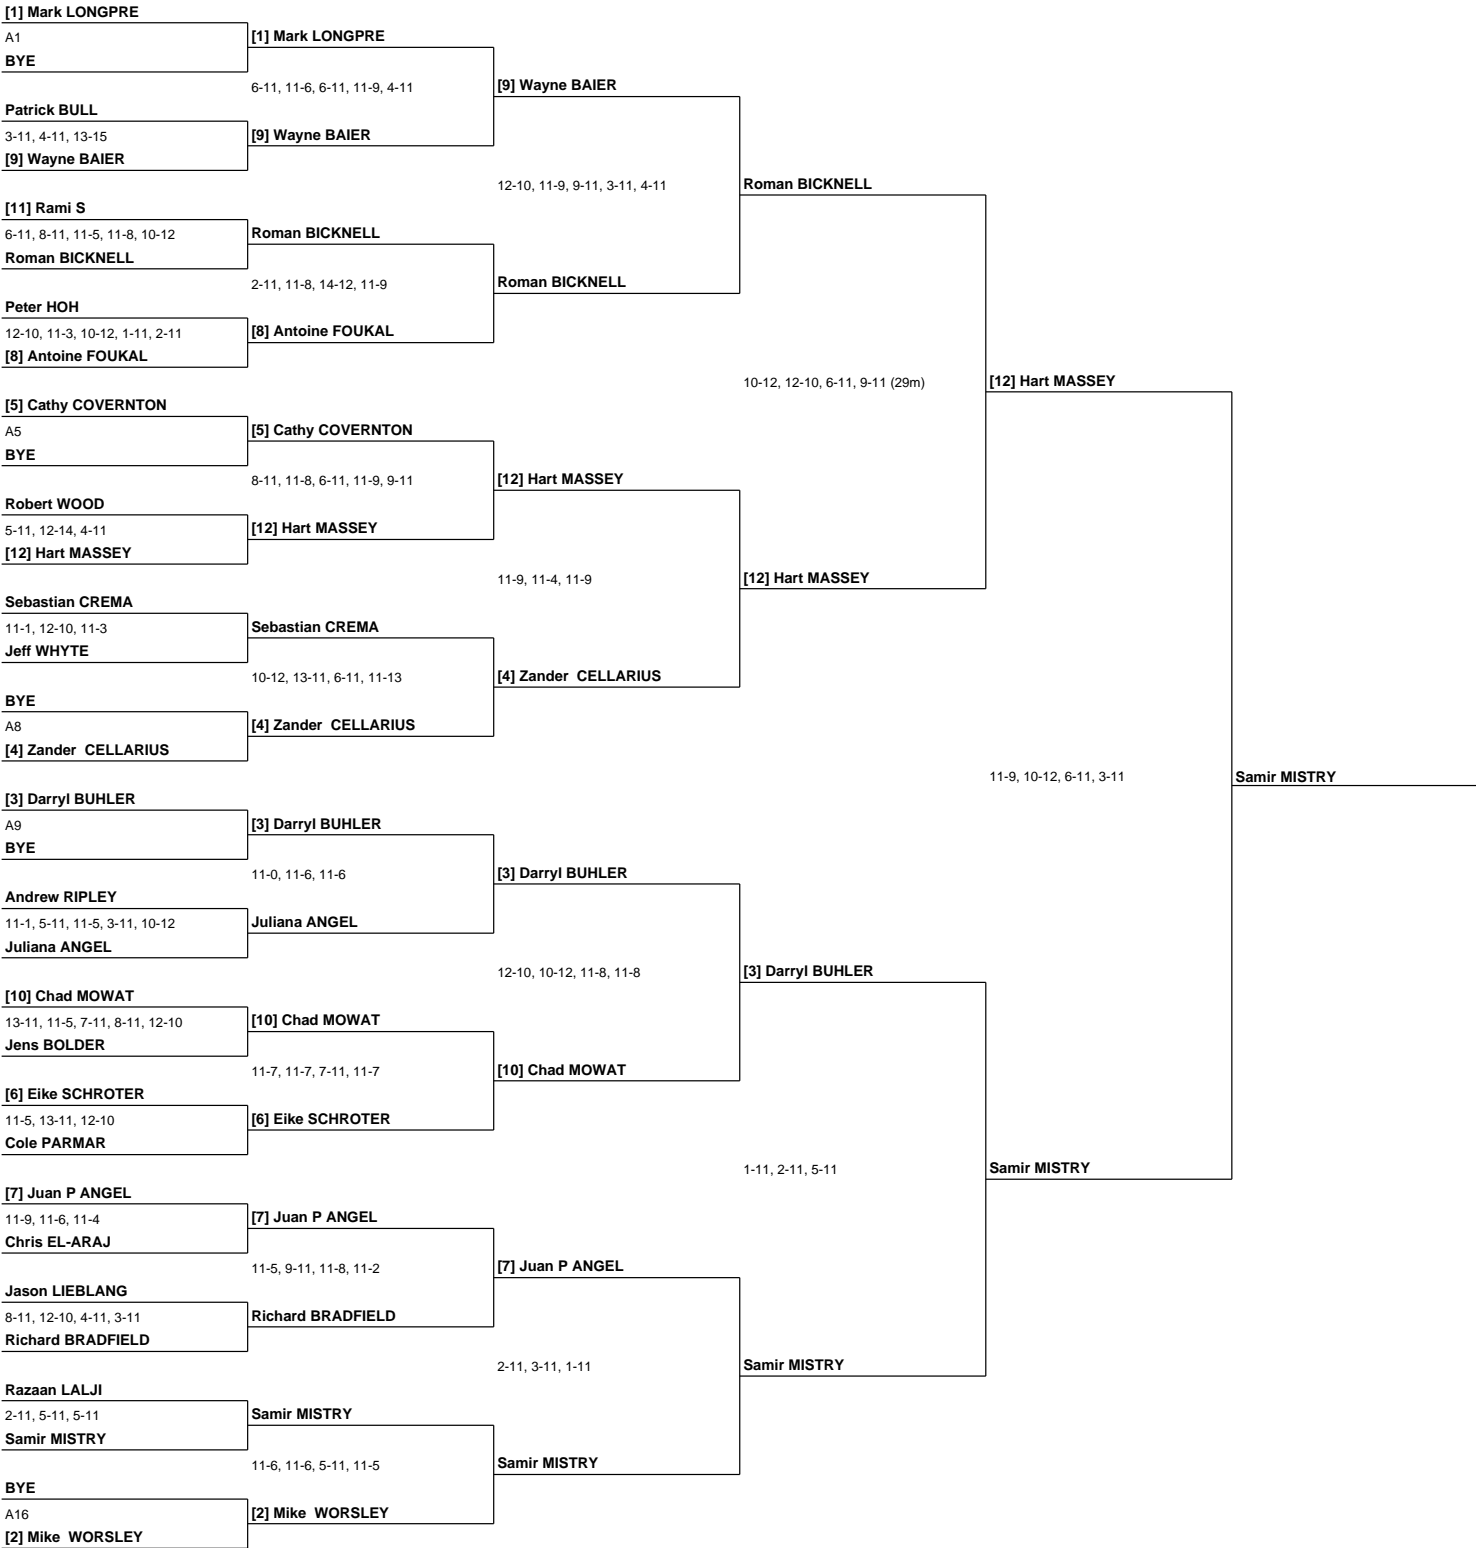 [1] Mark LONGPRE
A1
BYE
Patrick BULL
3-11, 4-11, 13-15
[9] Wayne BAIER
[11] Rami S
6-11, 8-11, 11-5, 11-8, 10-12
Roman BICKNELL
Peter HOH
12-10, 11-3, 10-12, 1-11, 2-11
[8] Antoine FOUKAL
[5] Cathy COVERNTON
A5
BYE
Robert WOOD
5-11, 12-14, 4-11
[12] Hart MASSEY
Sebastian CREMA
11-1, 12-10, 11-3
Jeff WHYTE
BYE
A8
[4] Zander CELLARIUS
[3] Darryl BUHLER
A9
BYE
Andrew RIPLEY
11-1, 5-11, 11-5, 3-11, 10-12
Juliana ANGEL
[10] Chad MOWAT
13-11, 11-5, 7-11, 8-11, 12-10
Jens BOLDER
[6] Eike SCHROTER
11-5, 13-11, 12-10
Cole PARMAR
[7] Juan P ANGEL
11-9, 11-6, 11-4
Chris EL-ARAJ
Jason LIEBLANG
8-11, 12-10, 4-11, 3-11
Richard BRADFIELD
Razaan LALJI
2-11, 5-11, 5-11
Samir MISTRY
BYE
A16
[2] Mike WORSLEY
[1] Mark LONGPRE
6-11, 11-6, 6-11, 11-9, 4-11
[9] Wayne BAIER
Roman BICKNELL
2-11, 11-8, 14-12, 11-9
[8] Antoine FOUKAL
[5] Cathy COVERNTON
8-11, 11-8, 6-11, 11-9, 9-11
[12] Hart MASSEY
Sebastian CREMA
10-12, 13-11, 6-11, 11-13
[4] Zander CELLARIUS
[3] Darryl BUHLER
11-0, 11-6, 11-6
Juliana ANGEL
[10] Chad MOWAT
11-7, 11-7, 7-11, 11-7
[6] Eike SCHROTER
[7] Juan P ANGEL
11-5, 9-11, 11-8, 11-2
Richard BRADFIELD
Samir MISTRY
11-6, 11-6, 5-11, 11-5
[2] Mike WORSLEY
[9] Wayne BAIER
12-10, 11-9, 9-11, 3-11, 4-11
Roman BICKNELL
[12] Hart MASSEY
11-9, 11-4, 11-9
[4] Zander CELLARIUS
[3] Darryl BUHLER
12-10, 10-12, 11-8, 11-8
[10] Chad MOWAT
[7] Juan P ANGEL
2-11, 3-11, 1-11
Samir MISTRY
Roman BICKNELL
10-12, 12-10, 6-11, 9-11 (29m)
[12] Hart MASSEY
[3] Darryl BUHLER
1-11, 2-11, 5-11
Samir MISTRY
[12] Hart MASSEY
11-9, 10-12, 6-11, 3-11
Samir MISTRY
Samir MISTRY